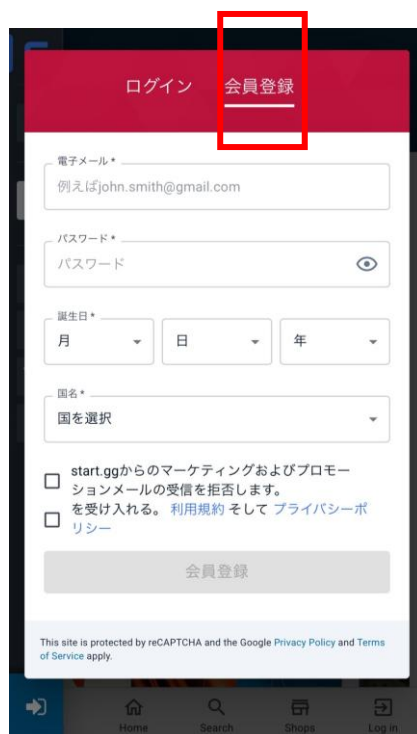 ログイン 会員登録
電子メール *
例えばjohn.smith@gmail.com
パスワード *
パスワード
誕生日 *
月 日 年
国名 *
国を選択
start.ggからのマーケティングおよびプロモー
ションメールの受信を拒否します。
を受け入れる。 利用規約 そして プライバシーポ
リシー
会員登録
This site is protected by reCAPTCHA and the Google Privacy Policy and Terms
of Service apply.
Home Search Shops Log in